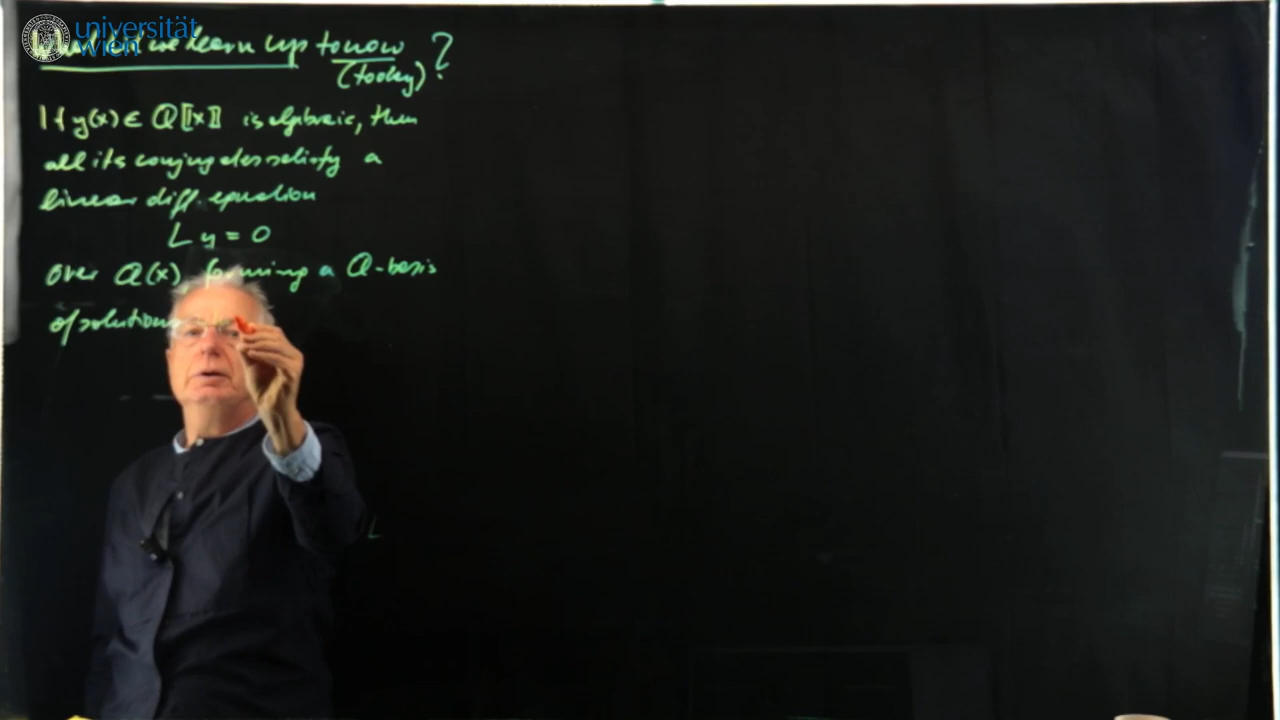 universität
wien
we learn up to now
(today) ?
If y(x) ∈ Q[[x]] is algebraic, then
all its conjugates satisfy a
linear diff. equation
L y = 0
over Q(x), forming a Q-basis
of solutions